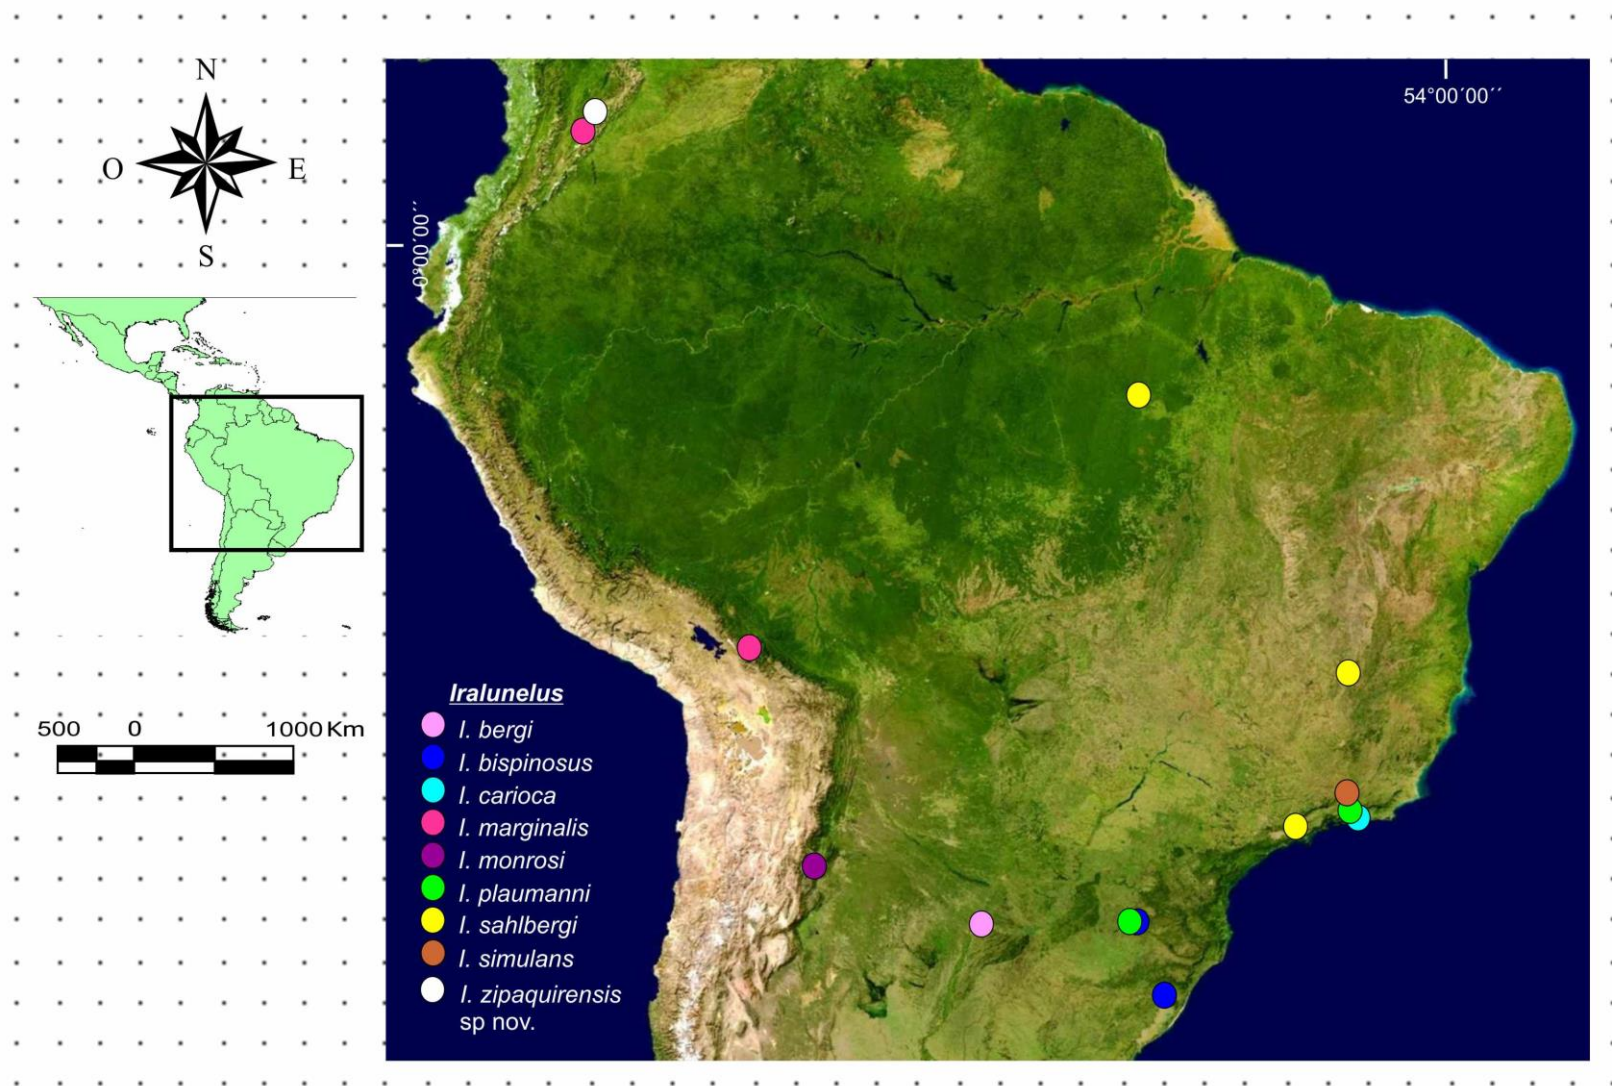 N
O
E
S
54°00′00′′
0°00′00′′
500 0 1000 Km
Iralunelus
I. bergi
I. bispinosus
I. carioca
I. marginalis
I. monrosi
I. plaumanni
I. sahlbergi
I. simulans
I. zipaquirensis
sp nov.